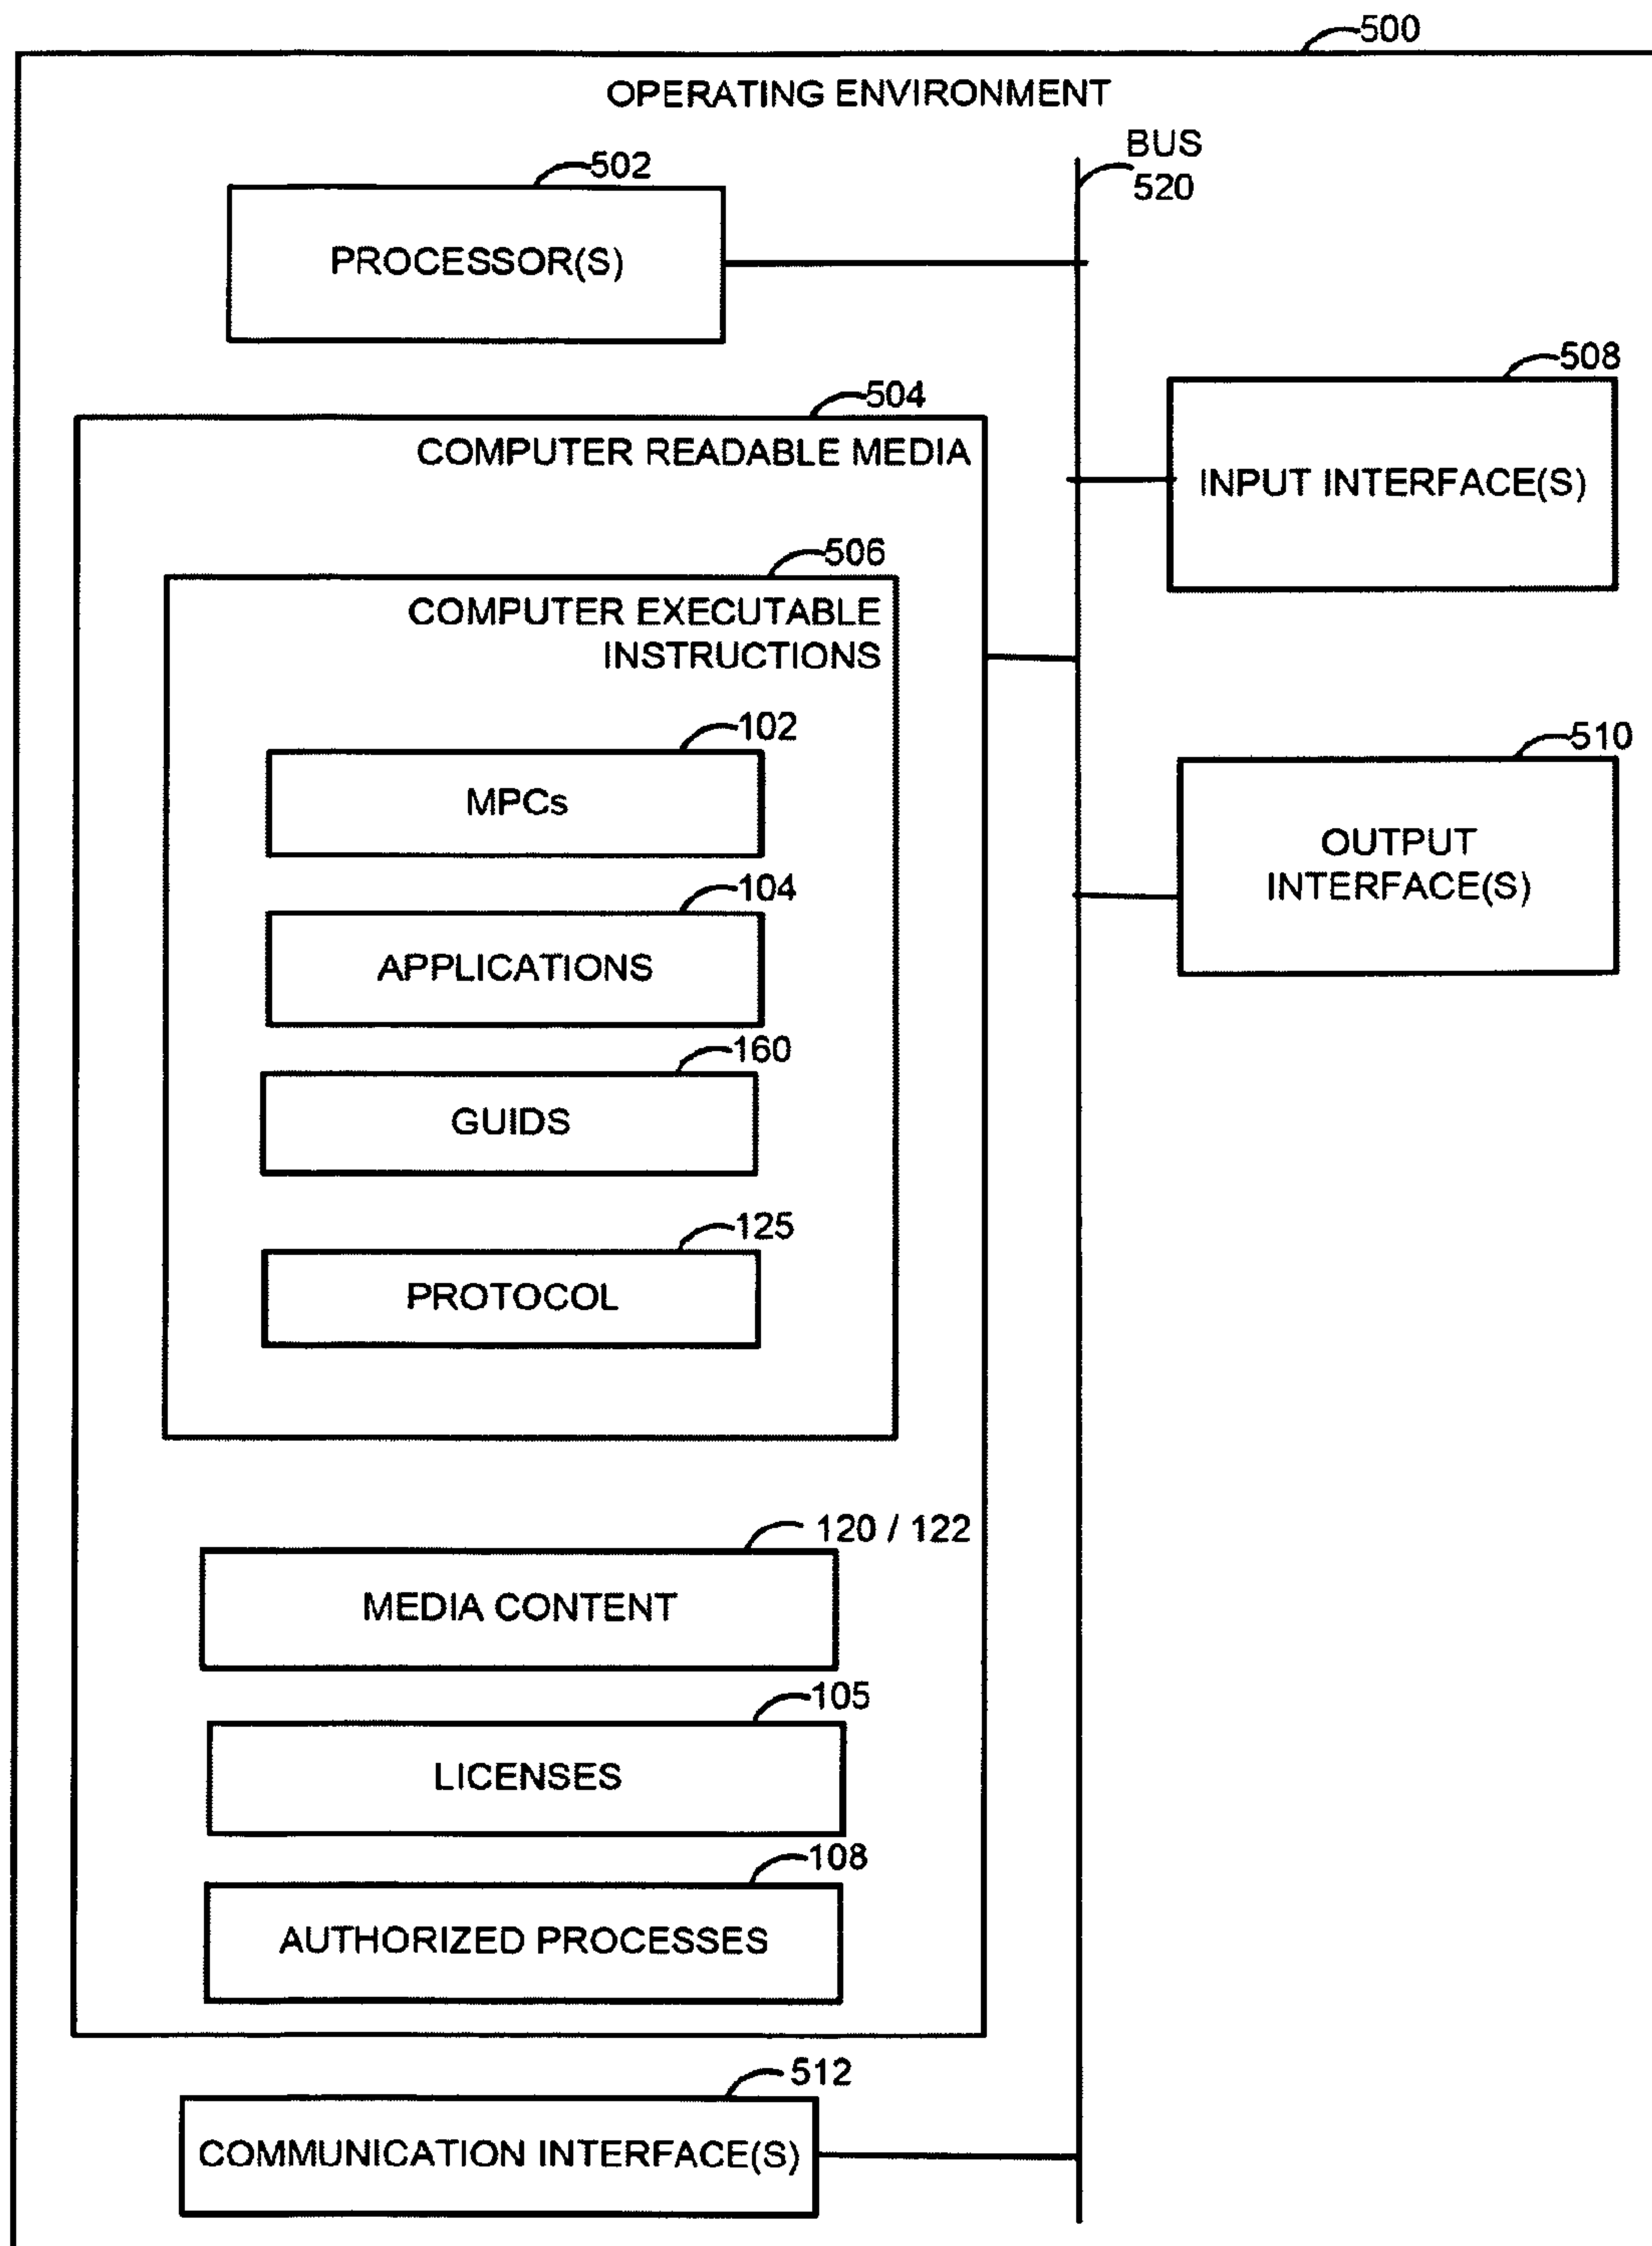 500
OPERATING ENVIRONMENT
BUS
520
502
PROCESSOR(S)
508
INPUT INTERFACE(S)
504
COMPUTER READABLE MEDIA
506
COMPUTER EXECUTABLE
INSTRUCTIONS
102
MPCs
510
OUTPUT
INTERFACE(S)
104
APPLICATIONS
160
GUIDS
125
PROTOCOL
120 / 122
MEDIA CONTENT
105
LICENSES
108
AUTHORIZED PROCESSES
512
COMMUNICATION INTERFACE(S)